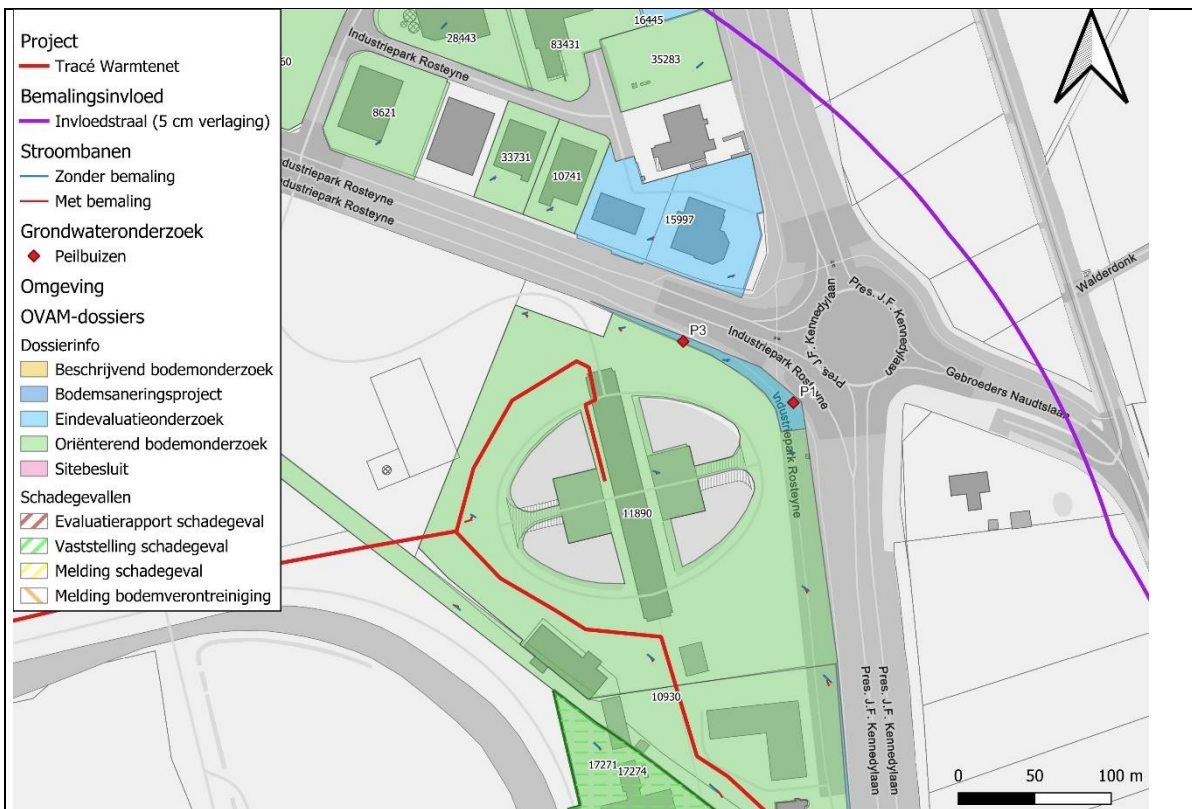 Project
Tracé Warmtenet
Bemalingsinvloed
Invloedstraal (5 cm verlaging)
Stroombanen
Zonder bemaling
Met bemaling
Grondwateronderzoek
Peilbuizen
Omgeving
OVAM-dossiers
Dossierinfo
Beschrijvend bodemonderzoek
Bodemsaneringsproject
Eindevaluatieonderzoek
Oriënterend bodemonderzoek
Sitebesluit
Schadegevallen
Evaluatierapport schadegeval
Vaststelling schadegeval
Melding schadegeval
Melding bodemverontreiniging
16445
28443
83431
Industriepark Rosteyne
35283
60
8621
33731
10741
15997
ndustriepark Rosteyne
Industriepark Rosteyne
Walderdonk
Pres. J.F. Kennedylaan
Pres. J.F. Kennedylaan
P3
Industriepark Rosteyne
Gebroeders Naudtslaan
P1
Industriepark Rosteyne
11890
10930
Pres. J.F. Kennedylaan
Pres. J.F. Kennedylaan
17271
17274
0 50 100 m